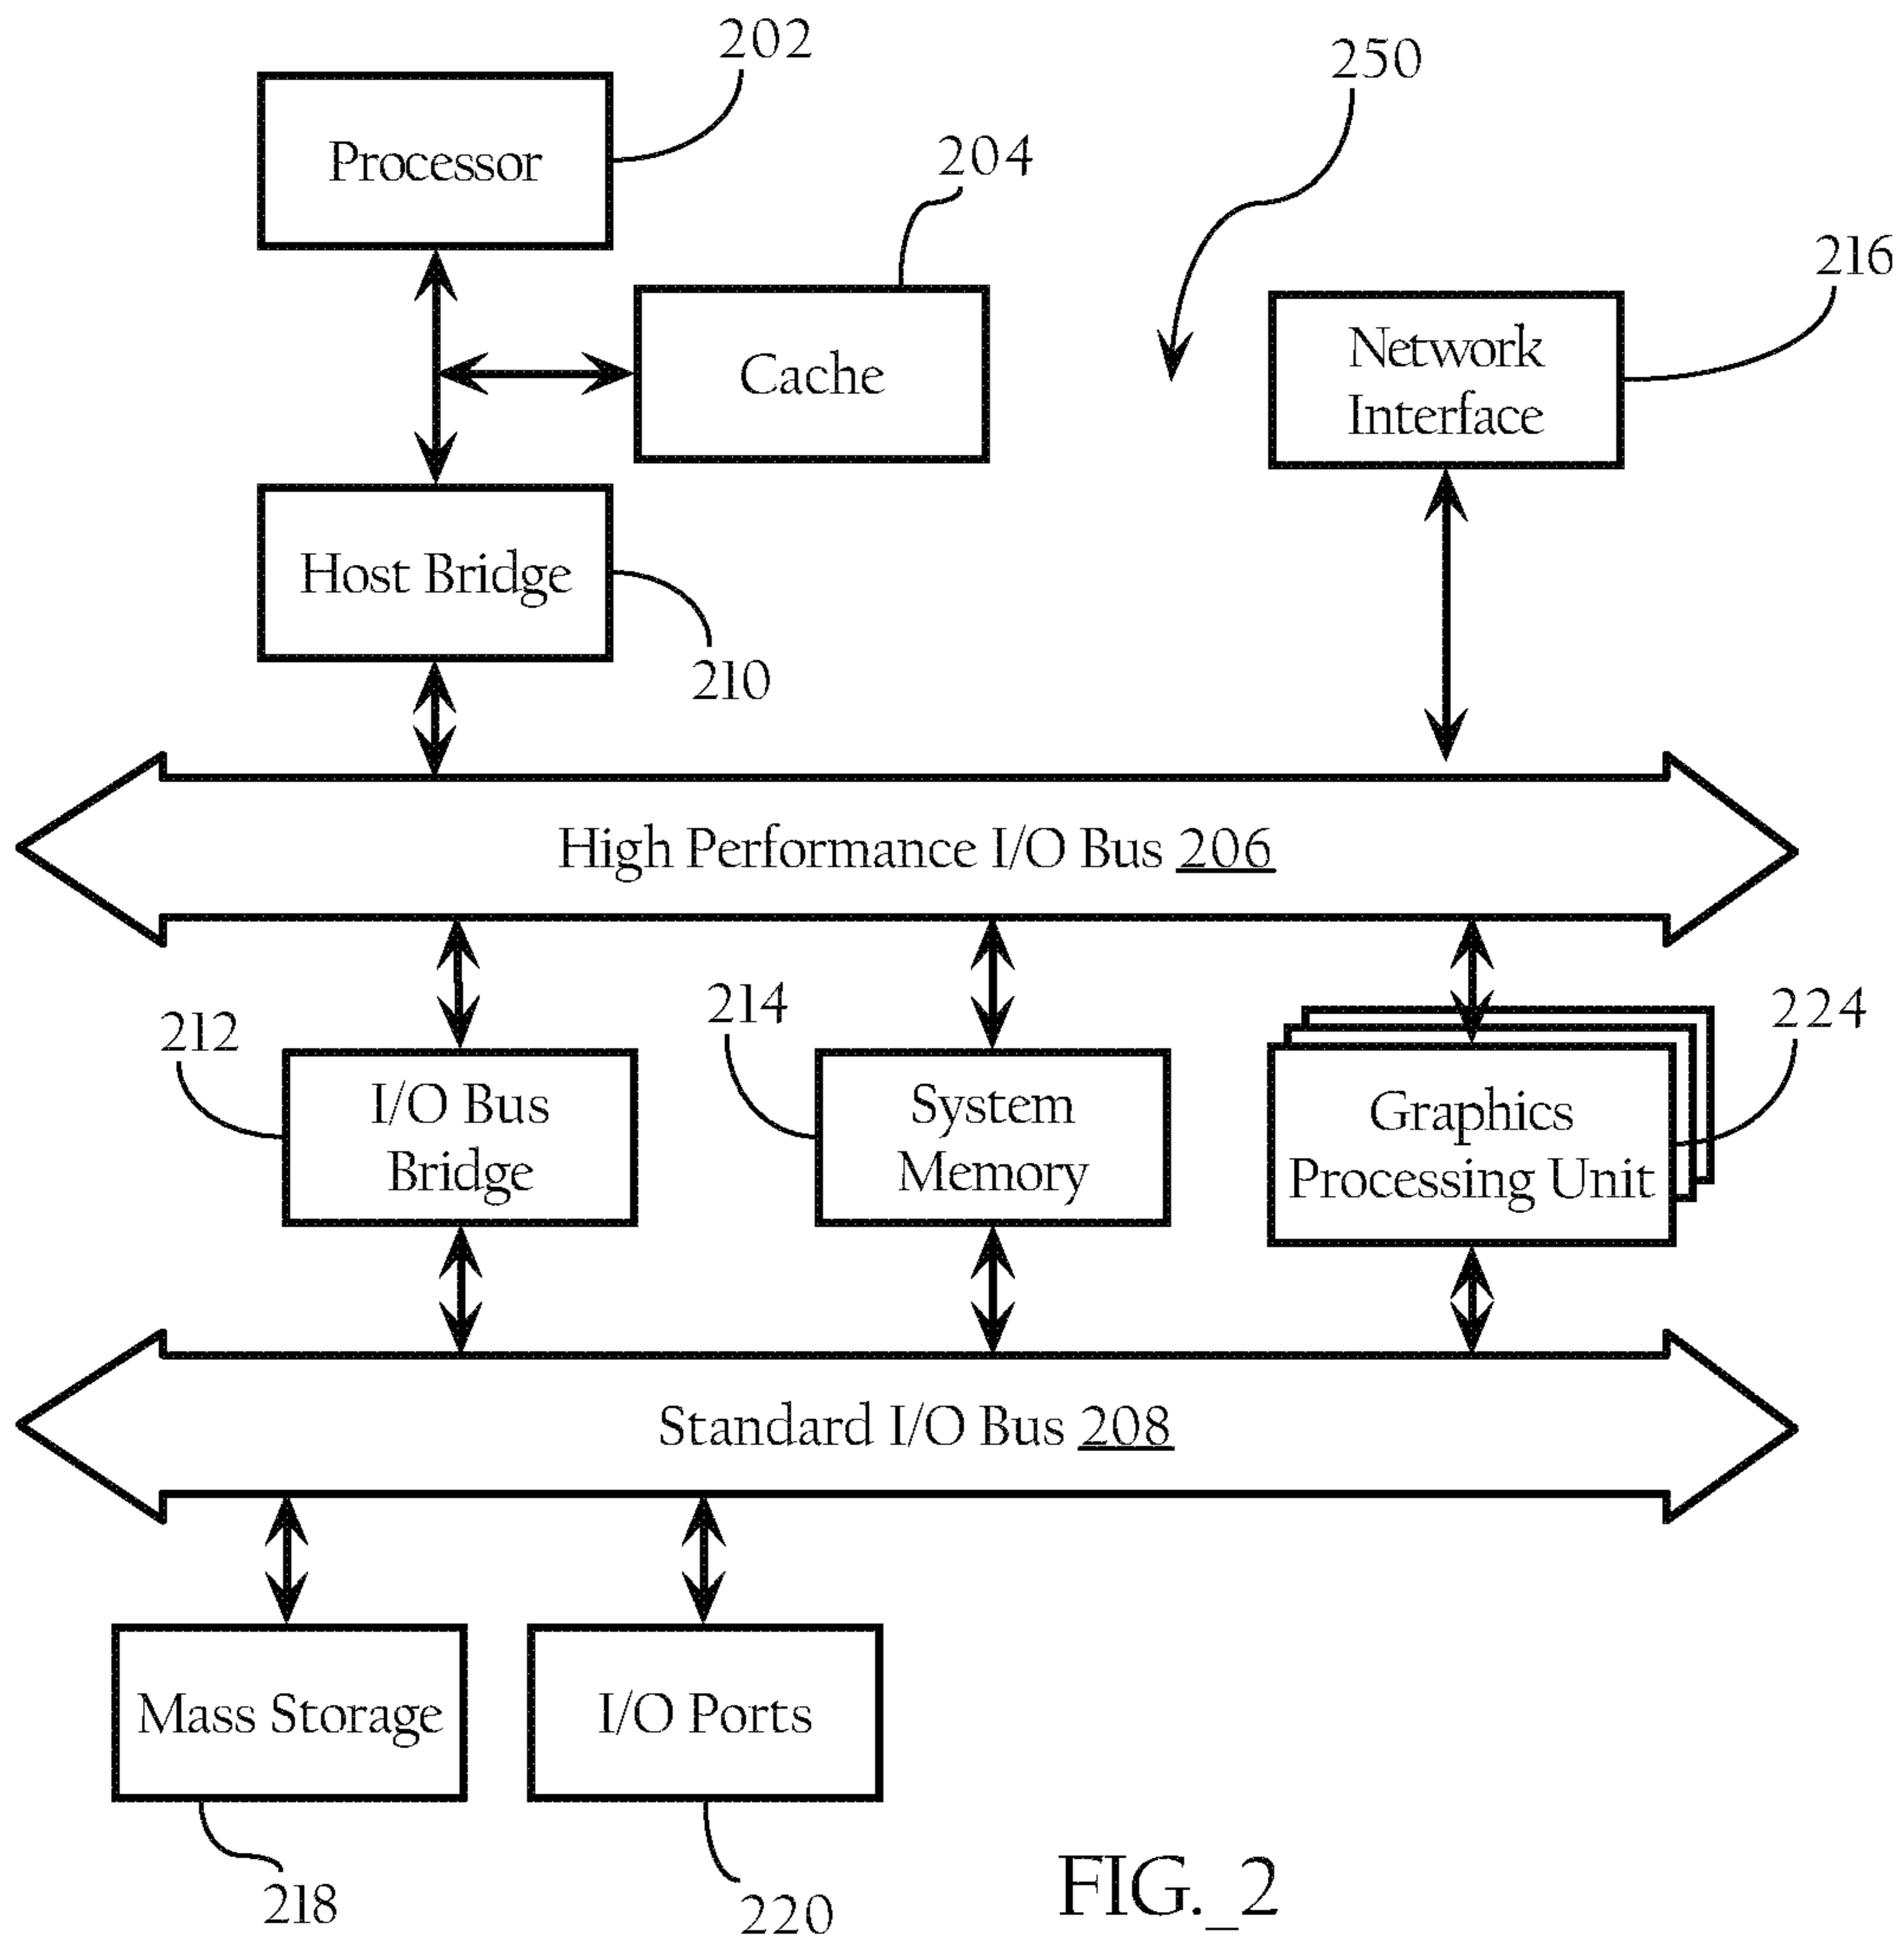 202
250
Processor
204
216
Network
Interface
Cache
Host Bridge
210
High Performance I/O Bus 206
212
214
224
I/O Bus
Bridge
System
Memory
Graphics
Processing Unit
Standard I/O Bus 208
Mass Storage
I/O Ports
218
220
FIG._2